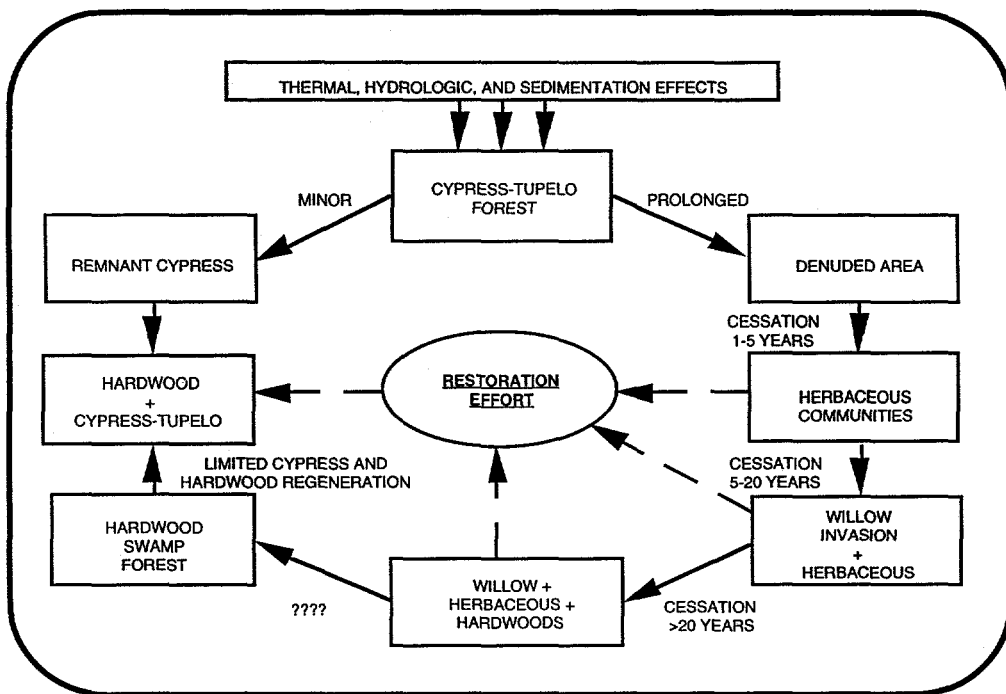 THERMAL, HYDROLOGIC, AND SEDIMENTATION EFFECTS
CYPRESS-TUPELO
FOREST
MINOR
PROLONGED
REMNANT CYPRESS
DENUDED AREA
CESSATION
1-5 YEARS
HARDWOOD
+
CYPRESS-TUPELO
RESTORATION
EFFORT
HERBACEOUS
COMMUNITIES
LIMITED CYPRESS AND
HARDWOOD REGENERATION
CESSATION
5-20 YEARS
HARDWOOD
SWAMP
FOREST
WILLOW
INVASION
+
HERBACEOUS
????
WILLOW +
HERBACEOUS +
HARDWOODS
CESSATION
>20 YEARS